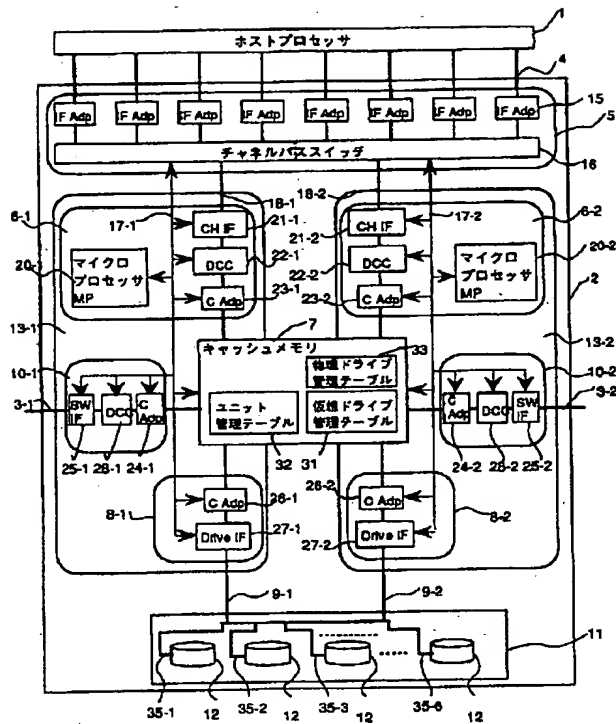 1
ホストプロセッサ
4
IF Adp IF Adp IF Adp IF Adp IF Adp IF Adp IF Adp IF Adp 15
5
チャネルパススイッチ
16
18-1 18-2
6-1 17-1 CH IF 21-1 CH IF 17-2 6-2
21-2
20-1 マイクロ DCC 22-1 DCC マイクロ 20-2
プロセッサ 22-2 プロセッサ
MP C Adp 23-1 C Adp MP 2
23-2
7
13-1 キャッシュメモリ 33 13-2
10-1 物理ドライブ 10-2
管理テーブル
3-1 SW IF DCC C Adp ユニット 仮想ドライブ C Adp DCC SW IF 3-2
管理テーブル 管理テーブル
25-1 28-1 24-1 32 31 24-2 28-2 25-2
C Adp 26-1 26-2 C Adp
8-1 8-2
Drive IF 27-1 27-2 Drive IF
9-1 9-2
11
35-1 12 35-2 12 35-3 12 35-6 12